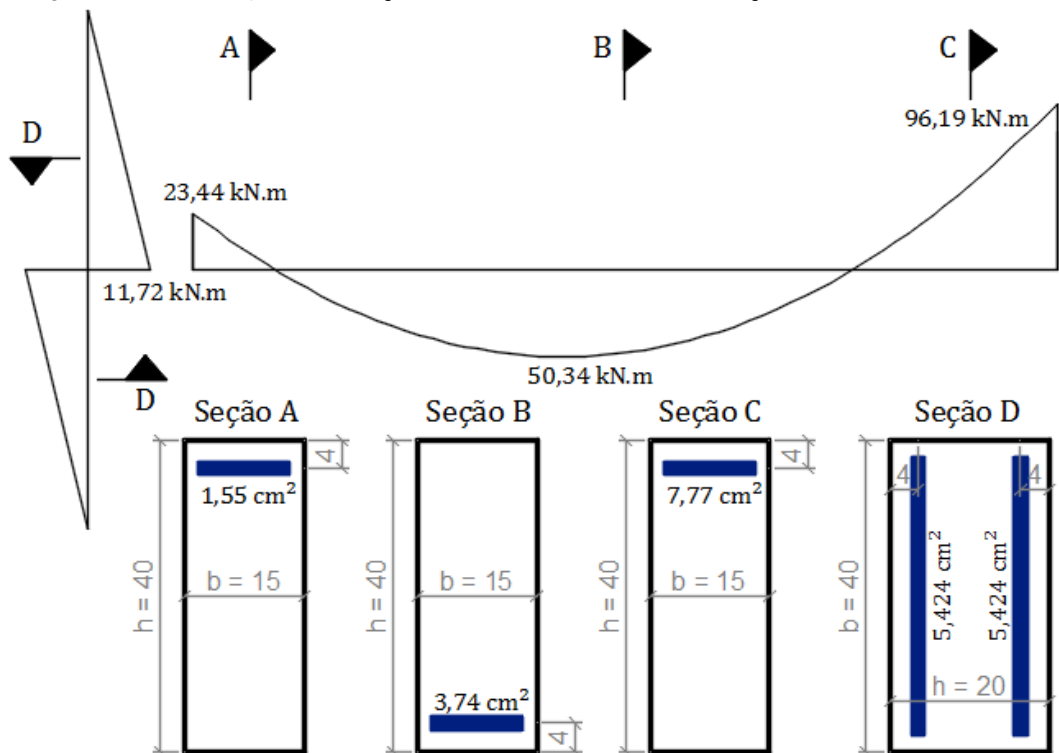 A
B
C
D
96,19 kN.m
23,44 kN.m
11,72 kN.m
50,34 kN.m
D
Seção A
Seção B
Seção C
Seção D
4
1,55 cm²
h = 40
b = 15
h = 40
b = 15
3,74 cm²
4
4
7,77 cm²
h = 40
b = 15
4
4
5,424 cm²
5,424 cm²
b = 40
h = 20